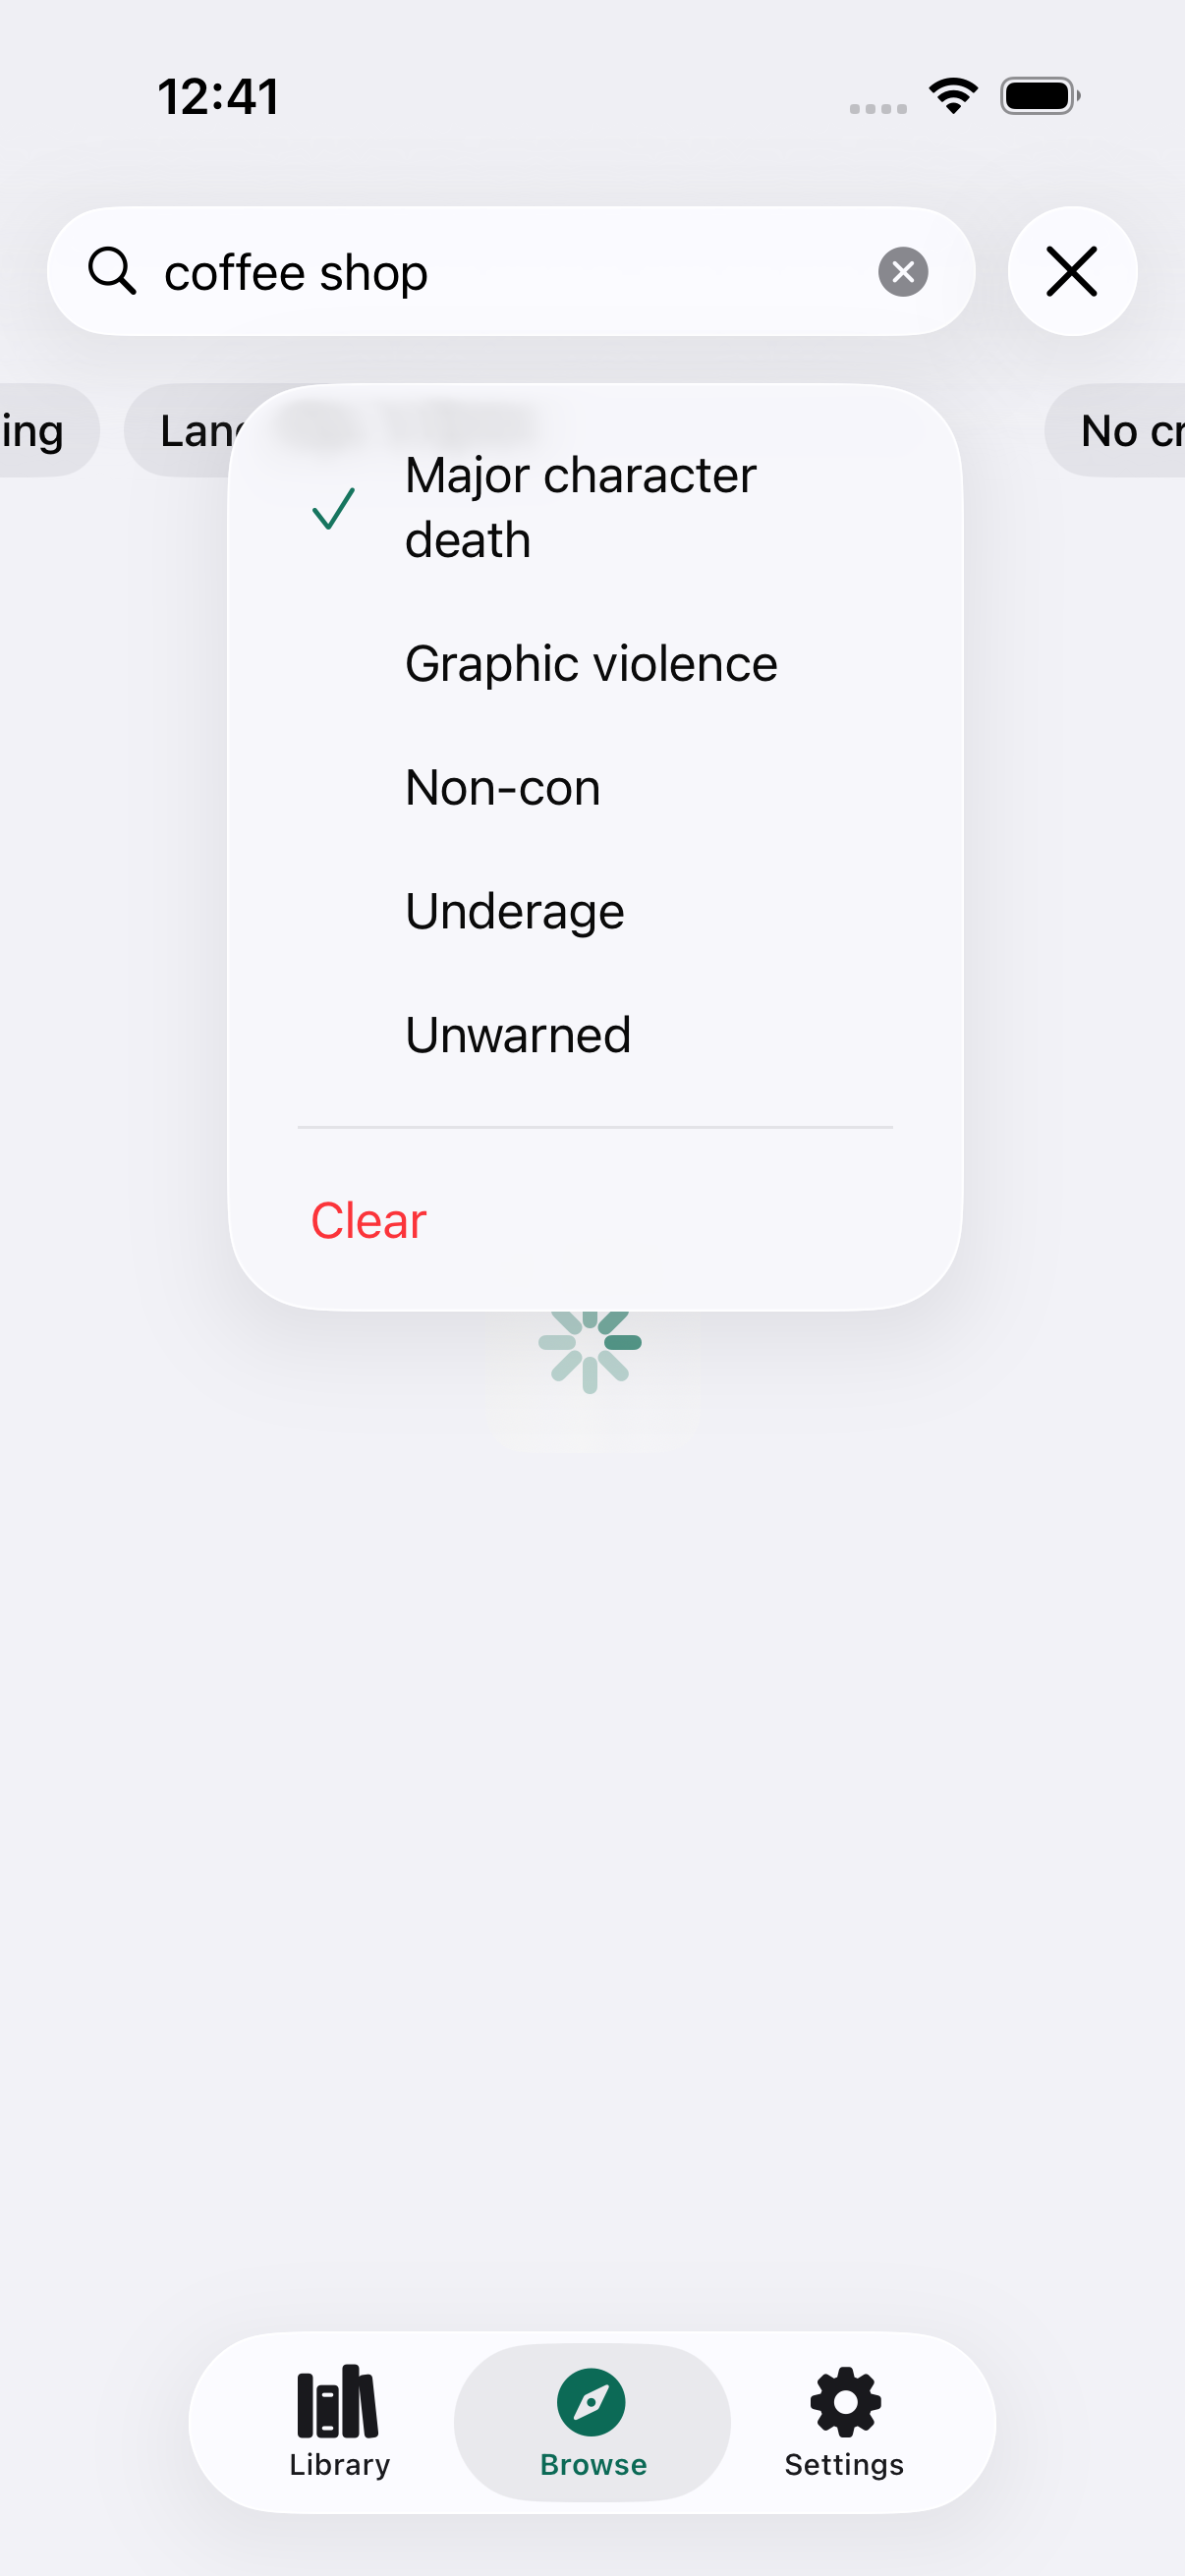 12:41
coffee shop
ing
Lang
No cr
Major character
death
Graphic violence
Non-con
Underage
Unwarned
Clear
Library
Browse
Settings